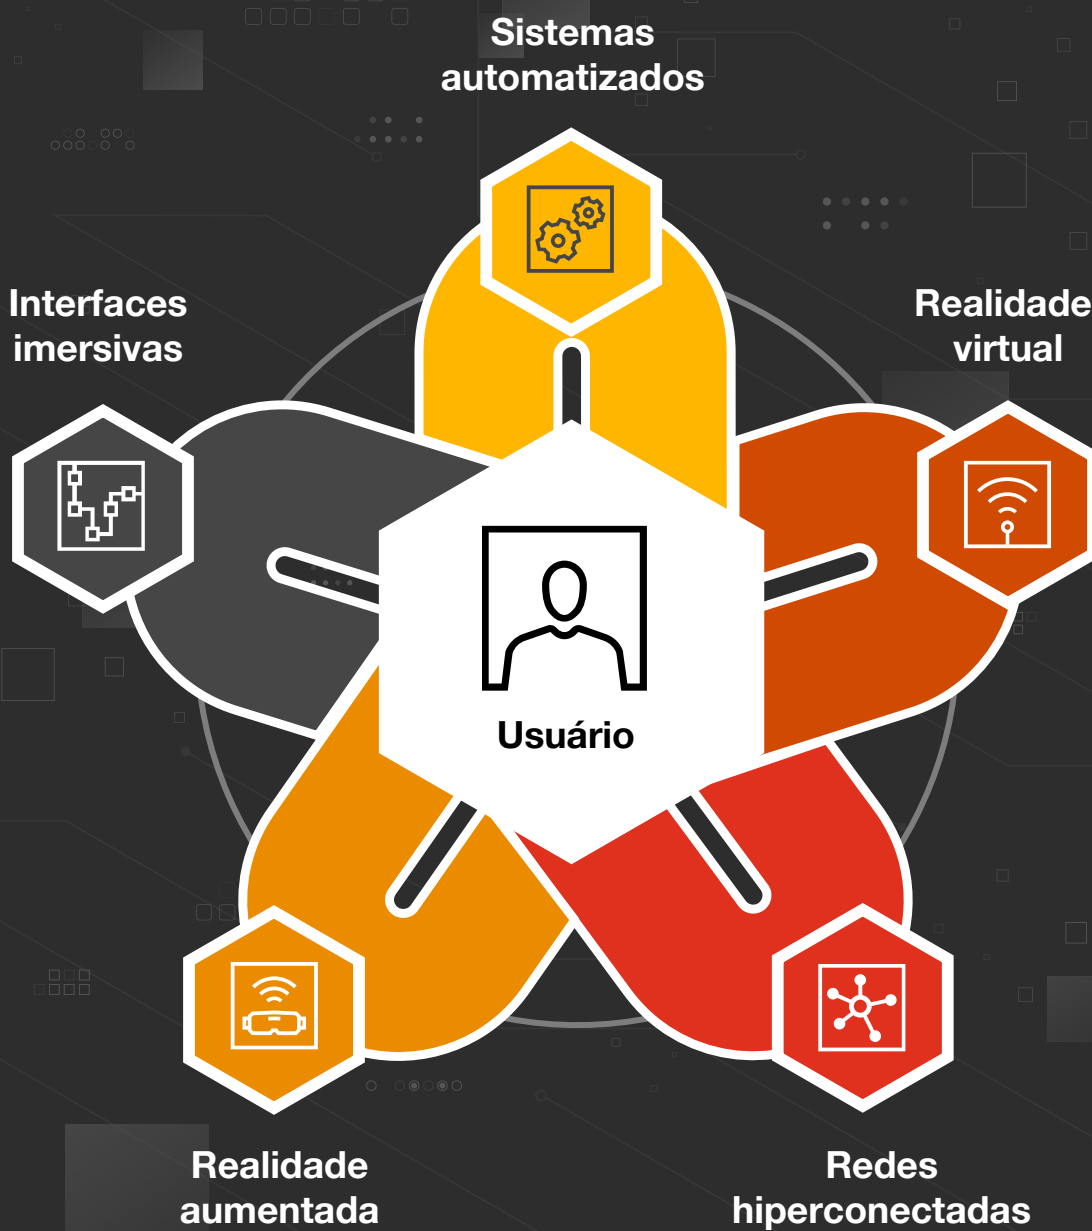 Sistemas
automatizados
Interfaces
imersivas
Realidade
virtual
Usuário
Realidade
aumentada
Redes
hiperconectadas